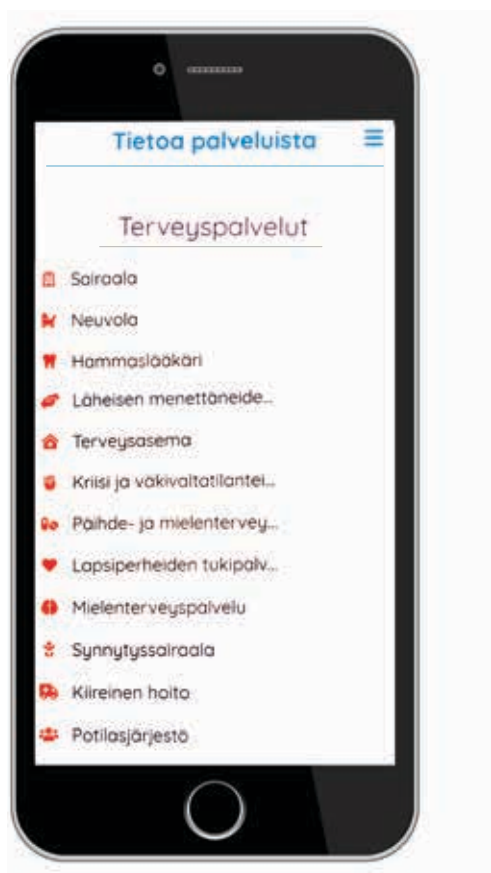 Tietoa palveluista
Terveyspalvelut
Sairaala
Neuvola
Hammaslääkäri
Läheisen menettäneide...
Terveysasema
Kriisi ja väkivaltatilantei...
Päihde- ja mielentervey...
Lapsiperheiden tukipalv...
Mielenterveyspalvelu
Synnytyssairaala
Kiireinen hoito
Potilasjärjestö